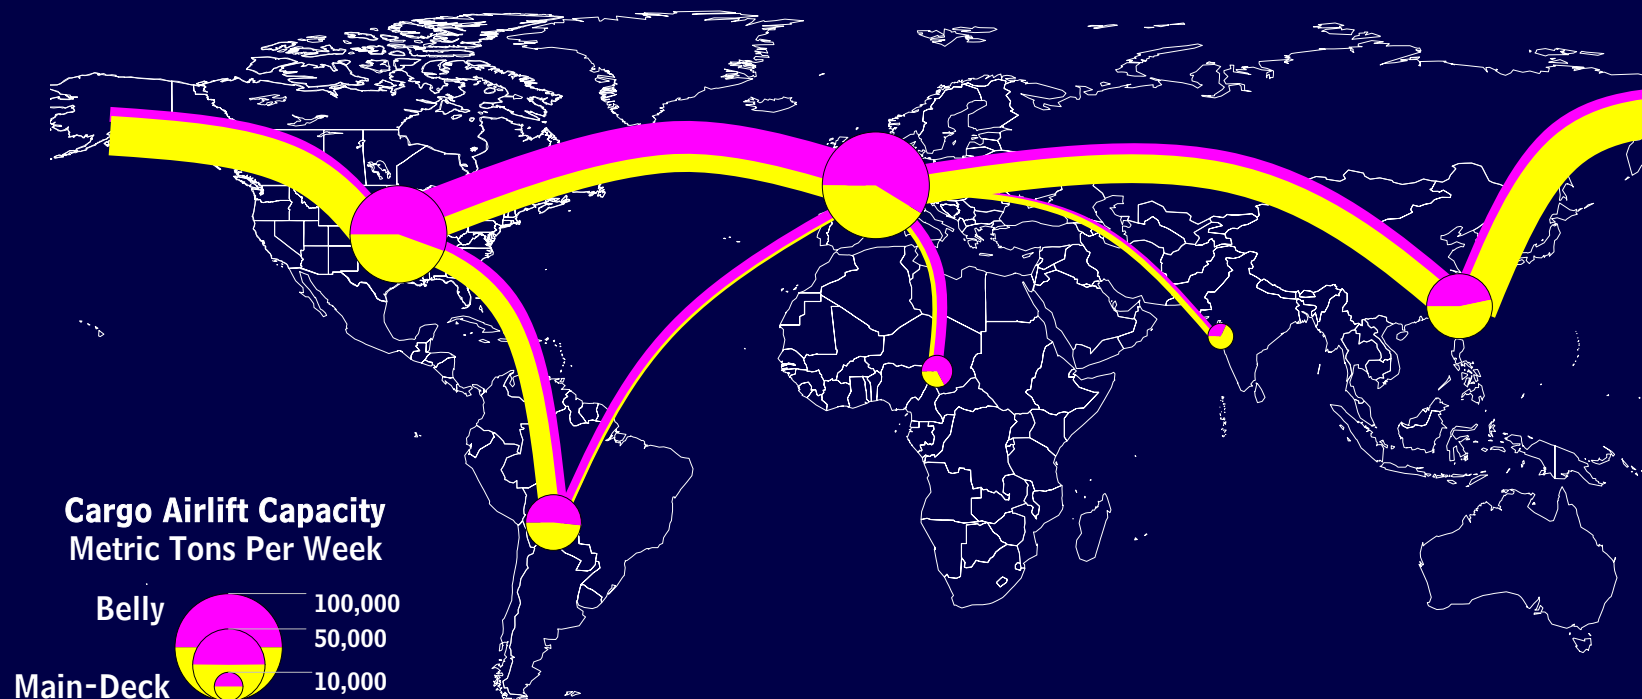 Cargo Airlift Capacity
Metric Tons Per Week
Belly
100,000
50,000
10,000
Main-Deck